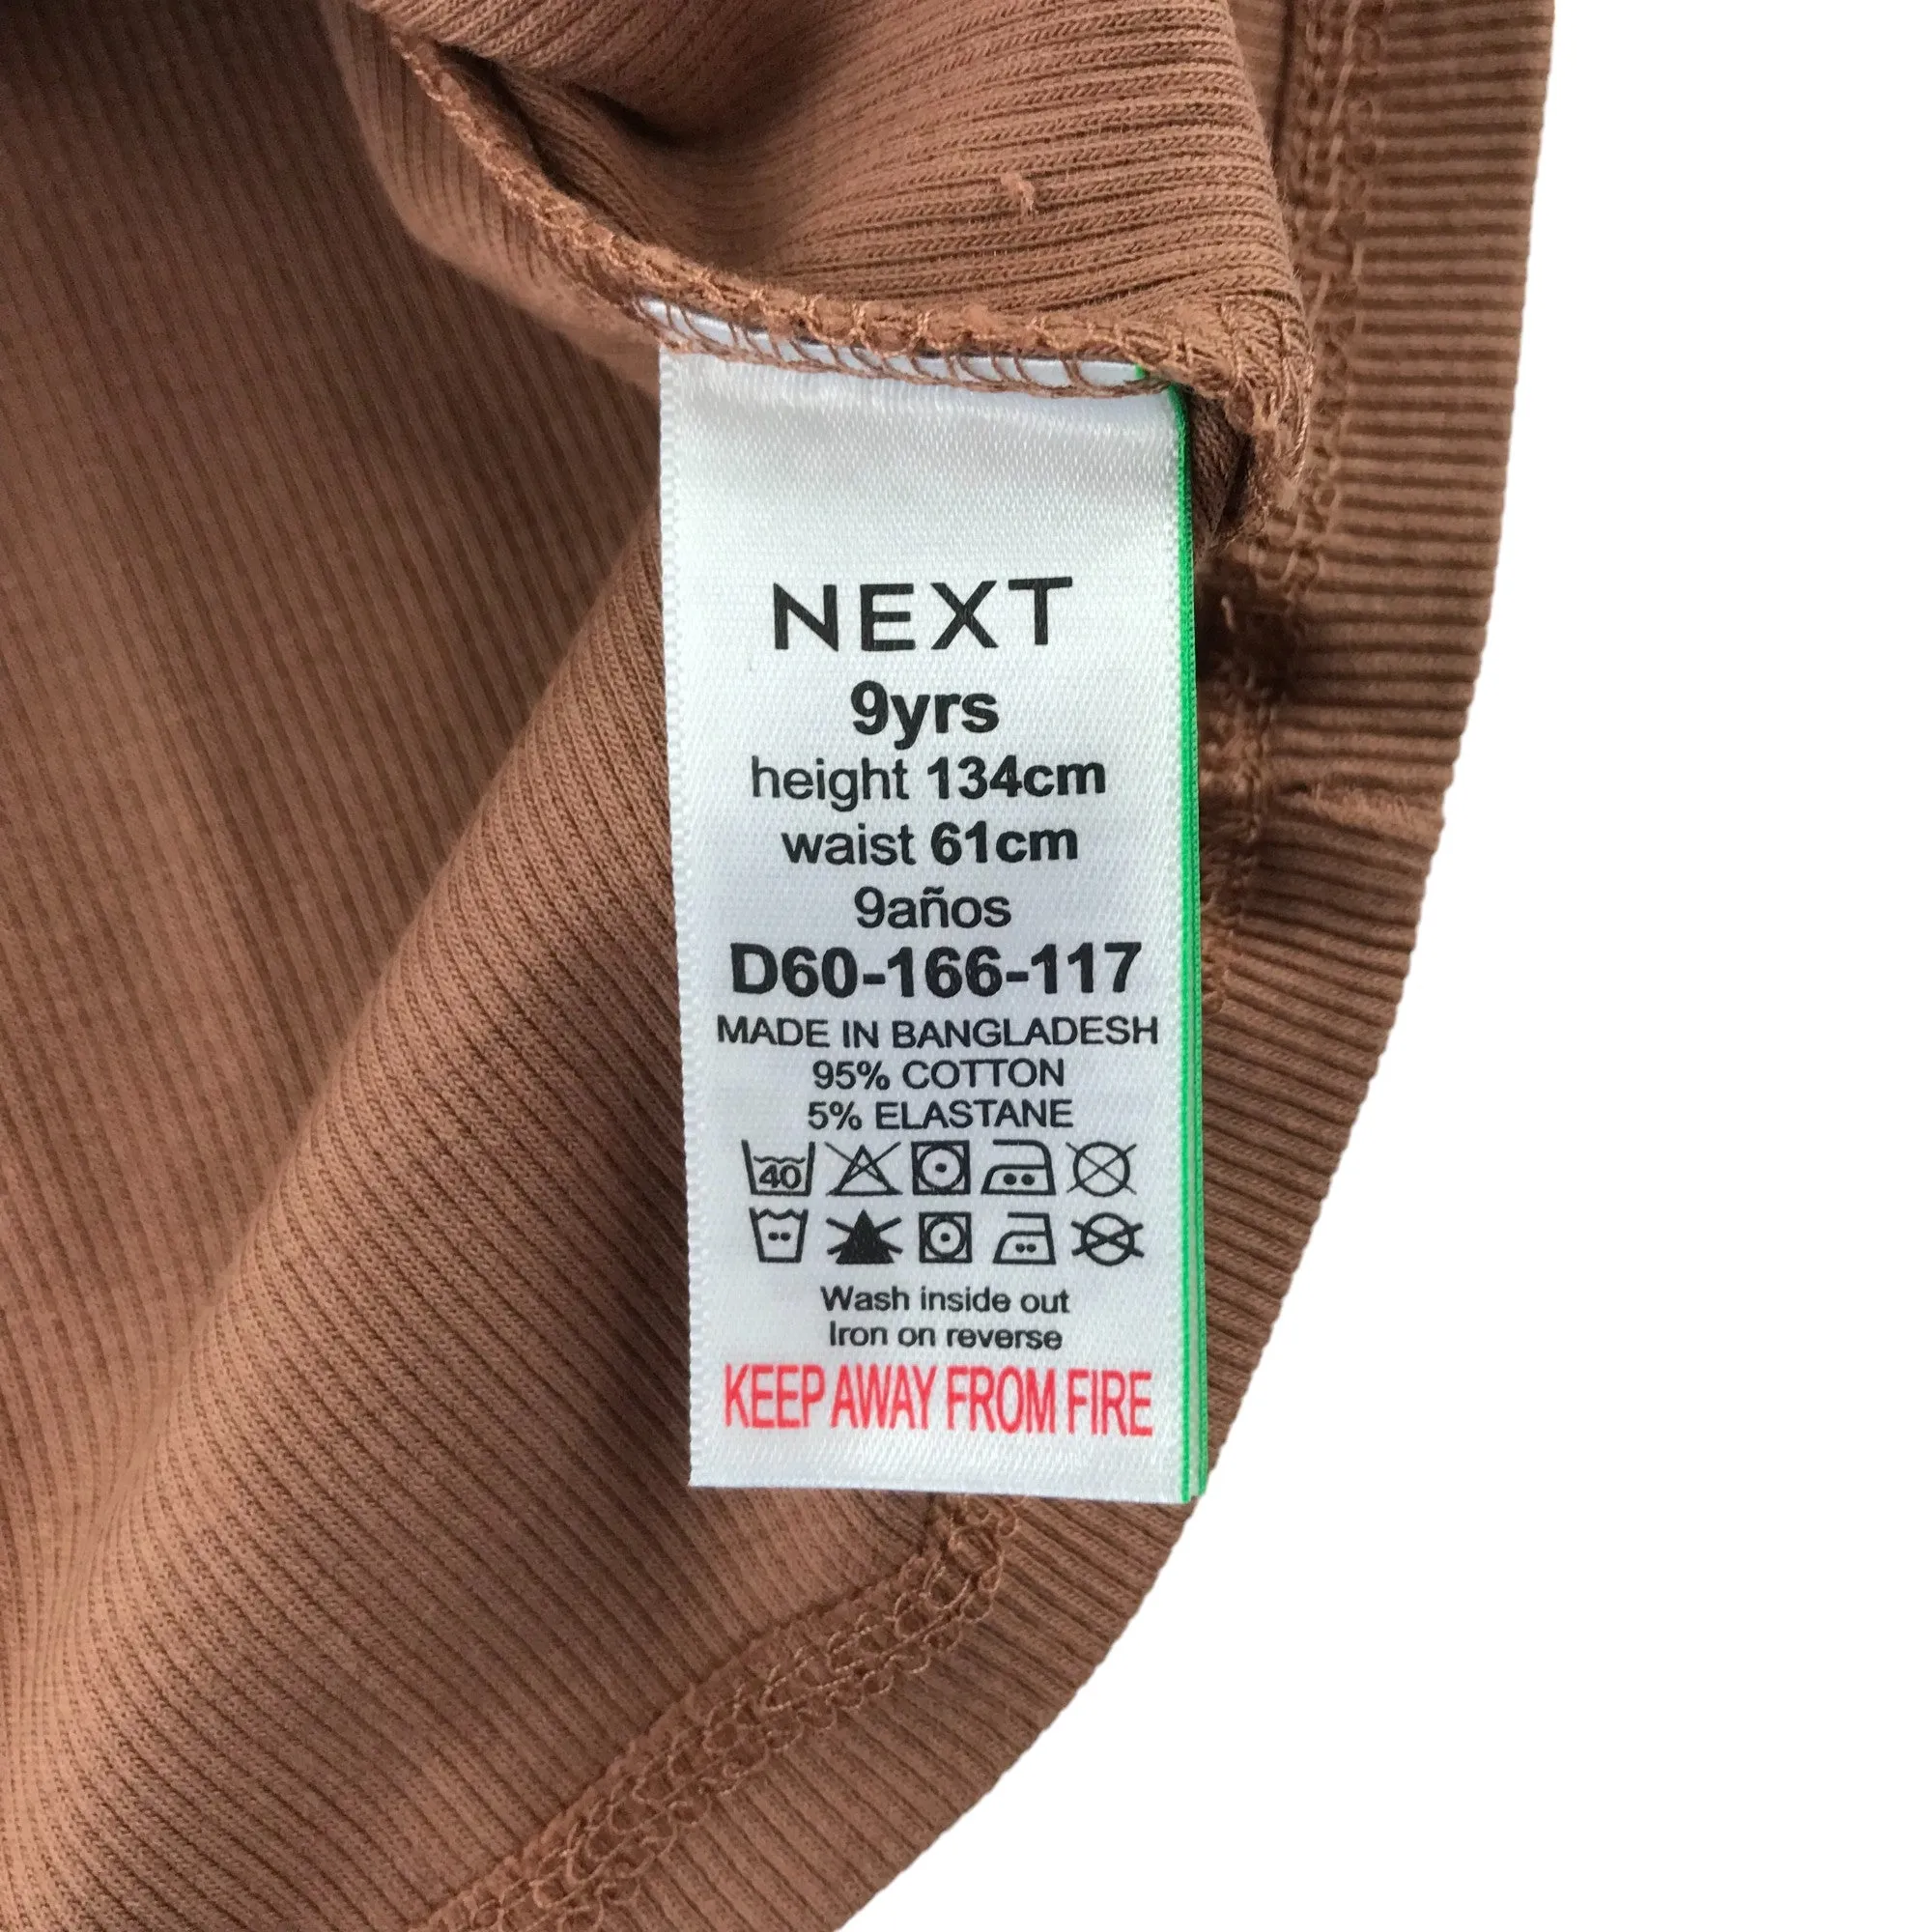 NEXT
9yrs
height 134cm
waist 61cm
9años
D60-166-117
MADE IN BANGLADESH
95% COTTON
5% ELASTANE
40
Wash inside out
Iron on reverse
KEEP AWAY FROM FIRE